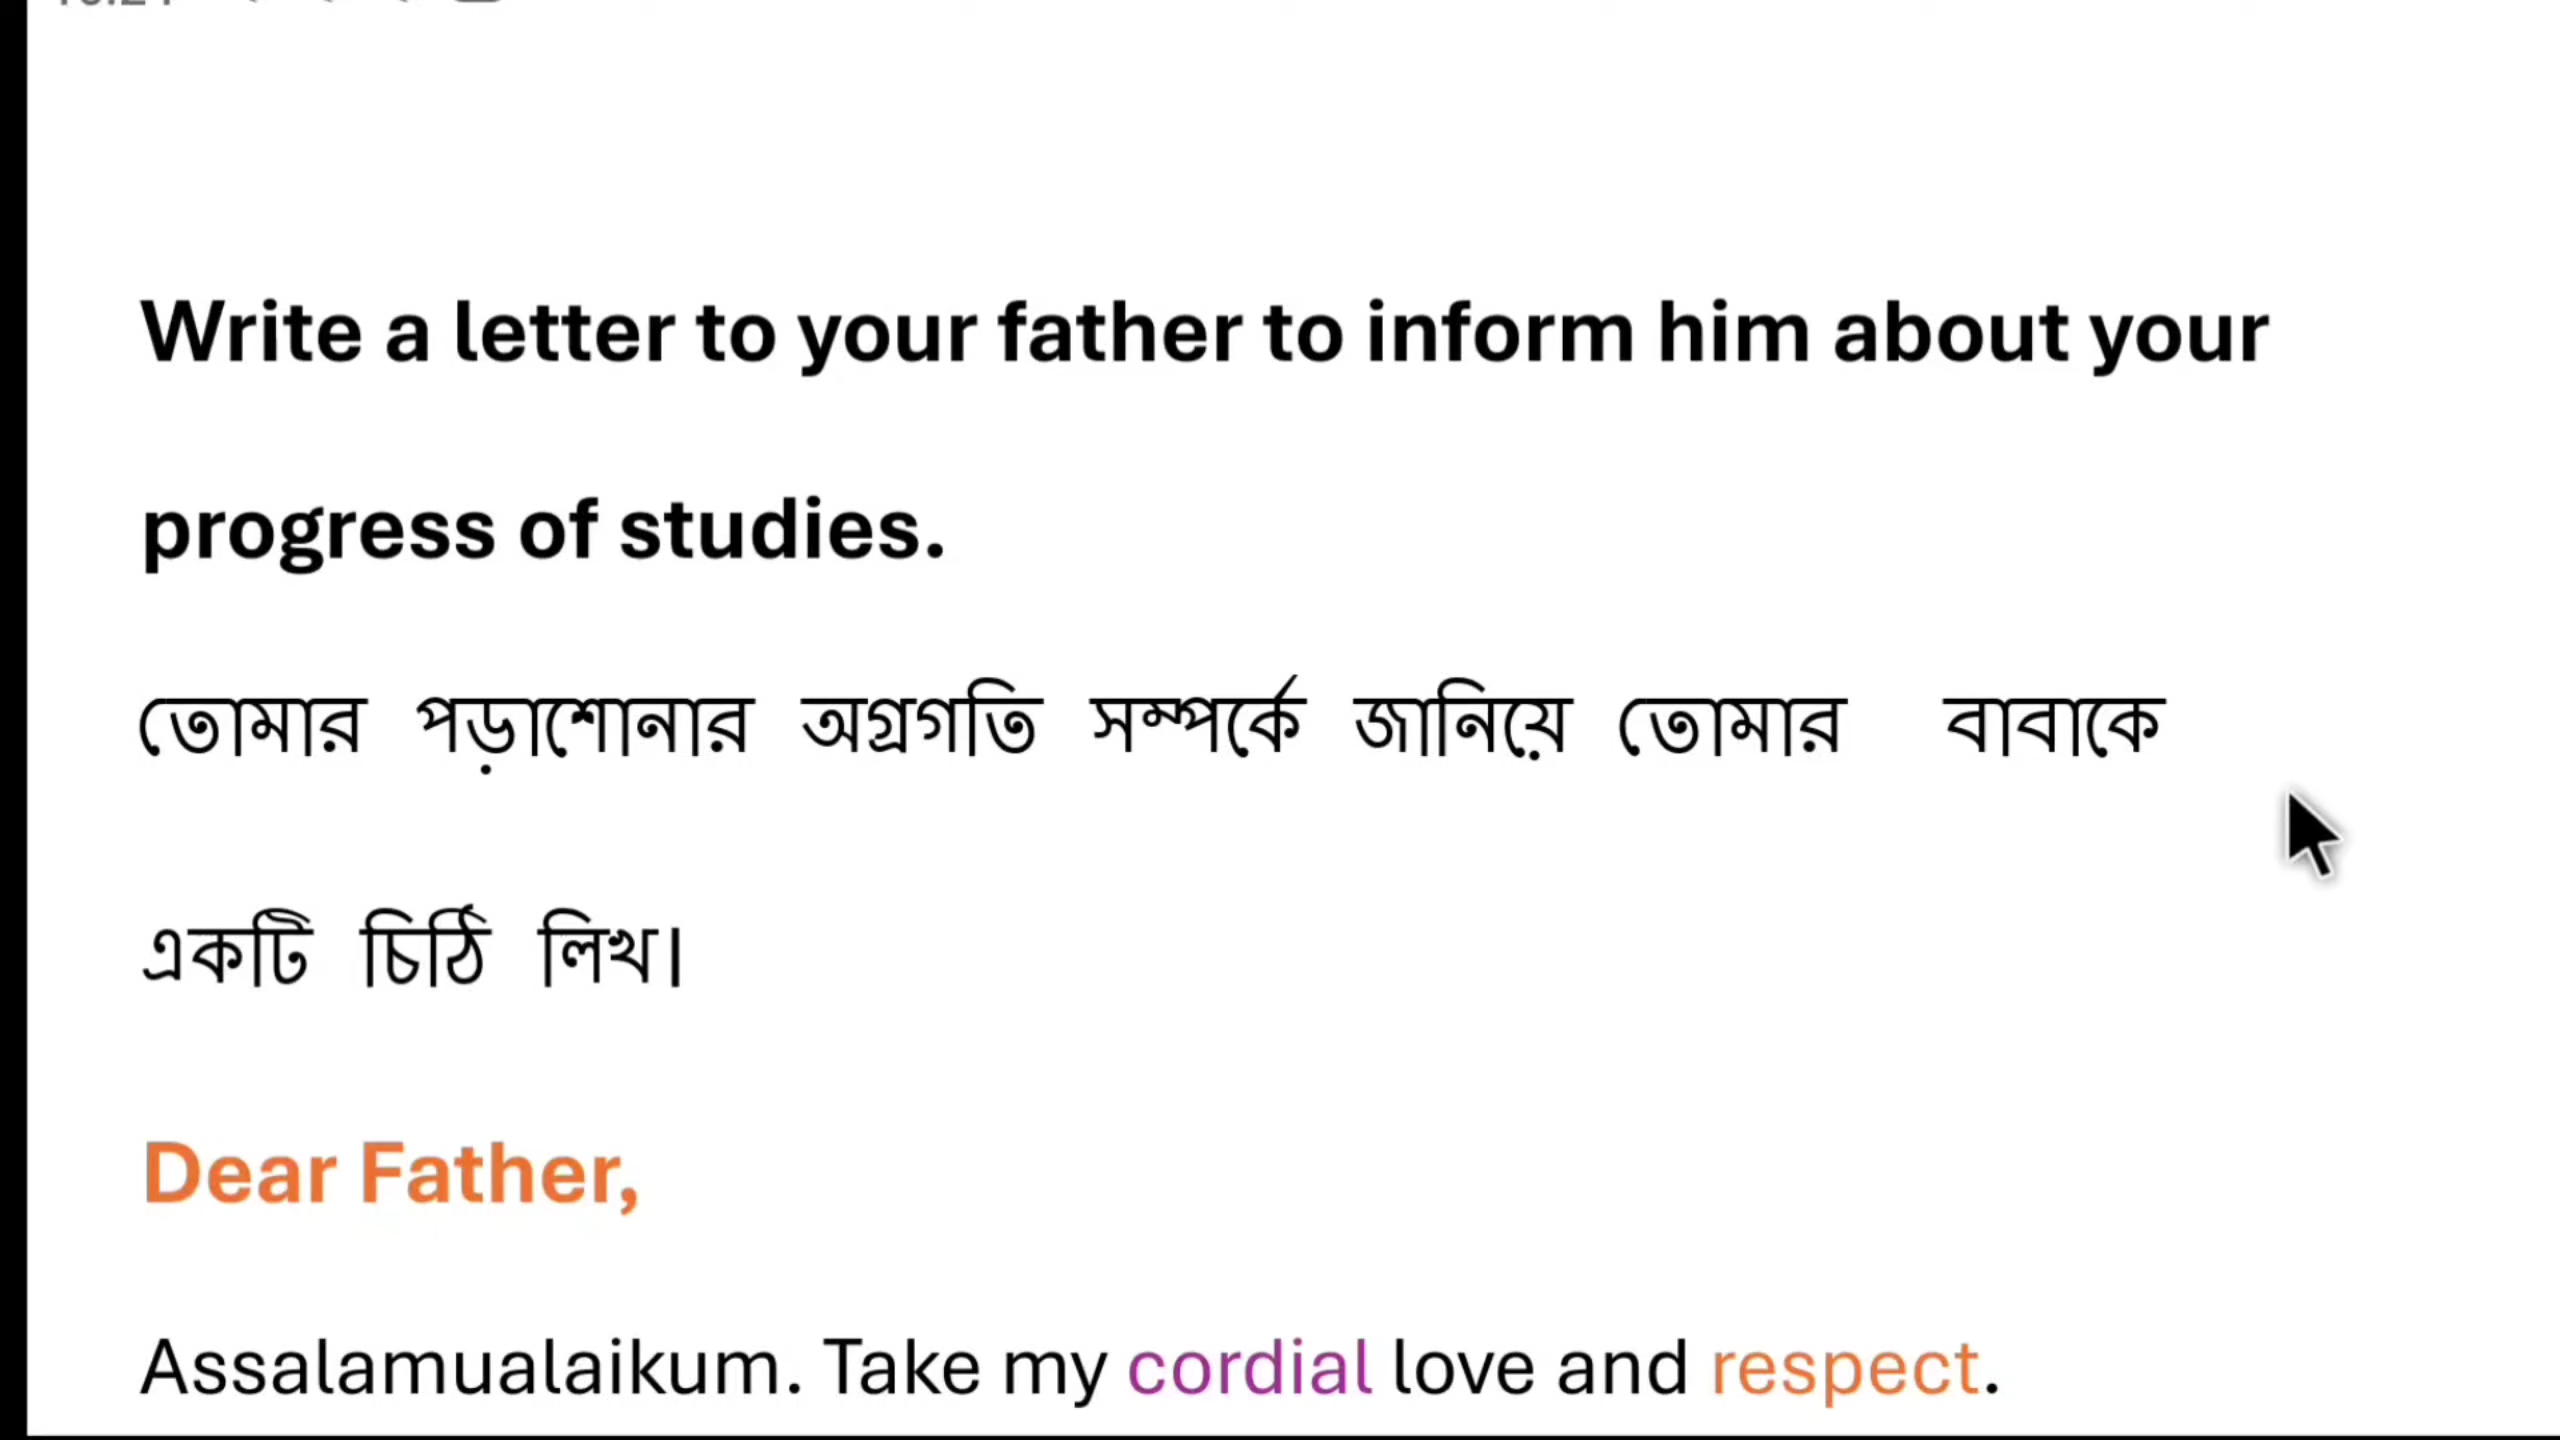 Write a letter to your father to inform him about your
progress of studies.
তোমার পড়াশোনার অগ্রগতি সম্পর্কে জানিয়ে তোমার বাবাকে
একটি চিঠি লিখ।
Dear Father,
Assalamualaikum. Take my cordial love and respect.